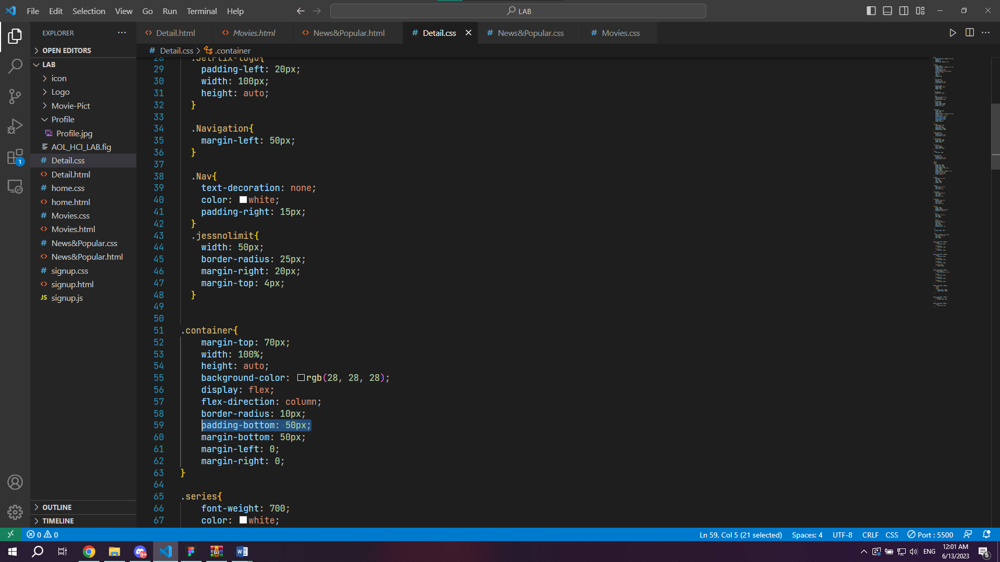 File Edit Selection View Go Run Terminal Help
LAB
EXPLORER
Detail.html
Movies.html
News&Popular.html
# Detail.css
# News&Popular.css
# Movies.css
OPEN EDITORS
# Detail.css > .container
LAB
icon
Logo
Movie-Pict
Profile
Profile.jpg
AOL_HCI_LAB.fig
# Detail.css
Detail.html
# home.css
home.html
# Movies.css
Movies.html
# News&Popular.css
News&Popular.html
# signup.css
signup.html
JS signup.js
OUTLINE
TIMELINE
1
28 .JetFlix-logo{
29 padding-left: 20px;
30 width: 100px;
31 height: auto;
32 }
33
34 .Navigation{
35 margin-left: 50px;
36 }
37
38 .Nav{
39 text-decoration: none;
40 color: white;
41 padding-right: 15px;
42 }
43 .jessnolimit{
44 width: 50px;
45 border-radius: 25px;
46 margin-right: 20px;
47 margin-top: 4px;
48 }
49
50
51 .container{
52 margin-top: 70px;
53 width: 100%;
54 height: auto;
55 background-color: rgb(28, 28, 28);
56 display: flex;
57 flex-direction: column;
58 border-radius: 10px;
59 padding-bottom: 50px;
60 margin-bottom: 50px;
61 margin-left: 0;
62 margin-right: 0;
63 }
64
65 .series{
66 font-weight: 700;
67 color: white;
0 0
Ln 59, Col 5 (21 selected) Spaces: 4 UTF-8 CRLF CSS Port : 5500
9+
ENG
12:01 AM
6/13/2023
6